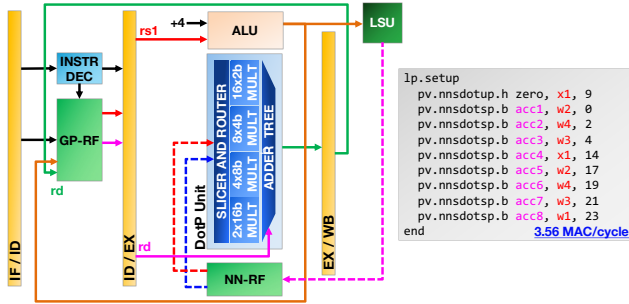 +4
rs1
ALU
LSU
INSTR
DEC
GP-RF
rd
IF / ID
ID / EX
rd
DotP Unit
SLICER AND ROUTER
16x2b
MULT
8x4b
MULT
4x8b
MULT
2x16b
MULT
ADDER TREE
NN-RF
EX / WB
lp.setup
pv.nnsdotup.h zero, x1, 9
pv.nnsdotsp.b acc1, w2, 0
pv.nnsdotsp.b acc2, w4, 2
pv.nnsdotsp.b acc3, w3, 4
pv.nnsdotsp.b acc4, x1, 14
pv.nnsdotsp.b acc5, w2, 17
pv.nnsdotsp.b acc6, w4, 19
pv.nnsdotsp.b acc7, w3, 21
pv.nnsdotsp.b acc8, w1, 23
end 3.56 MAC/cycle